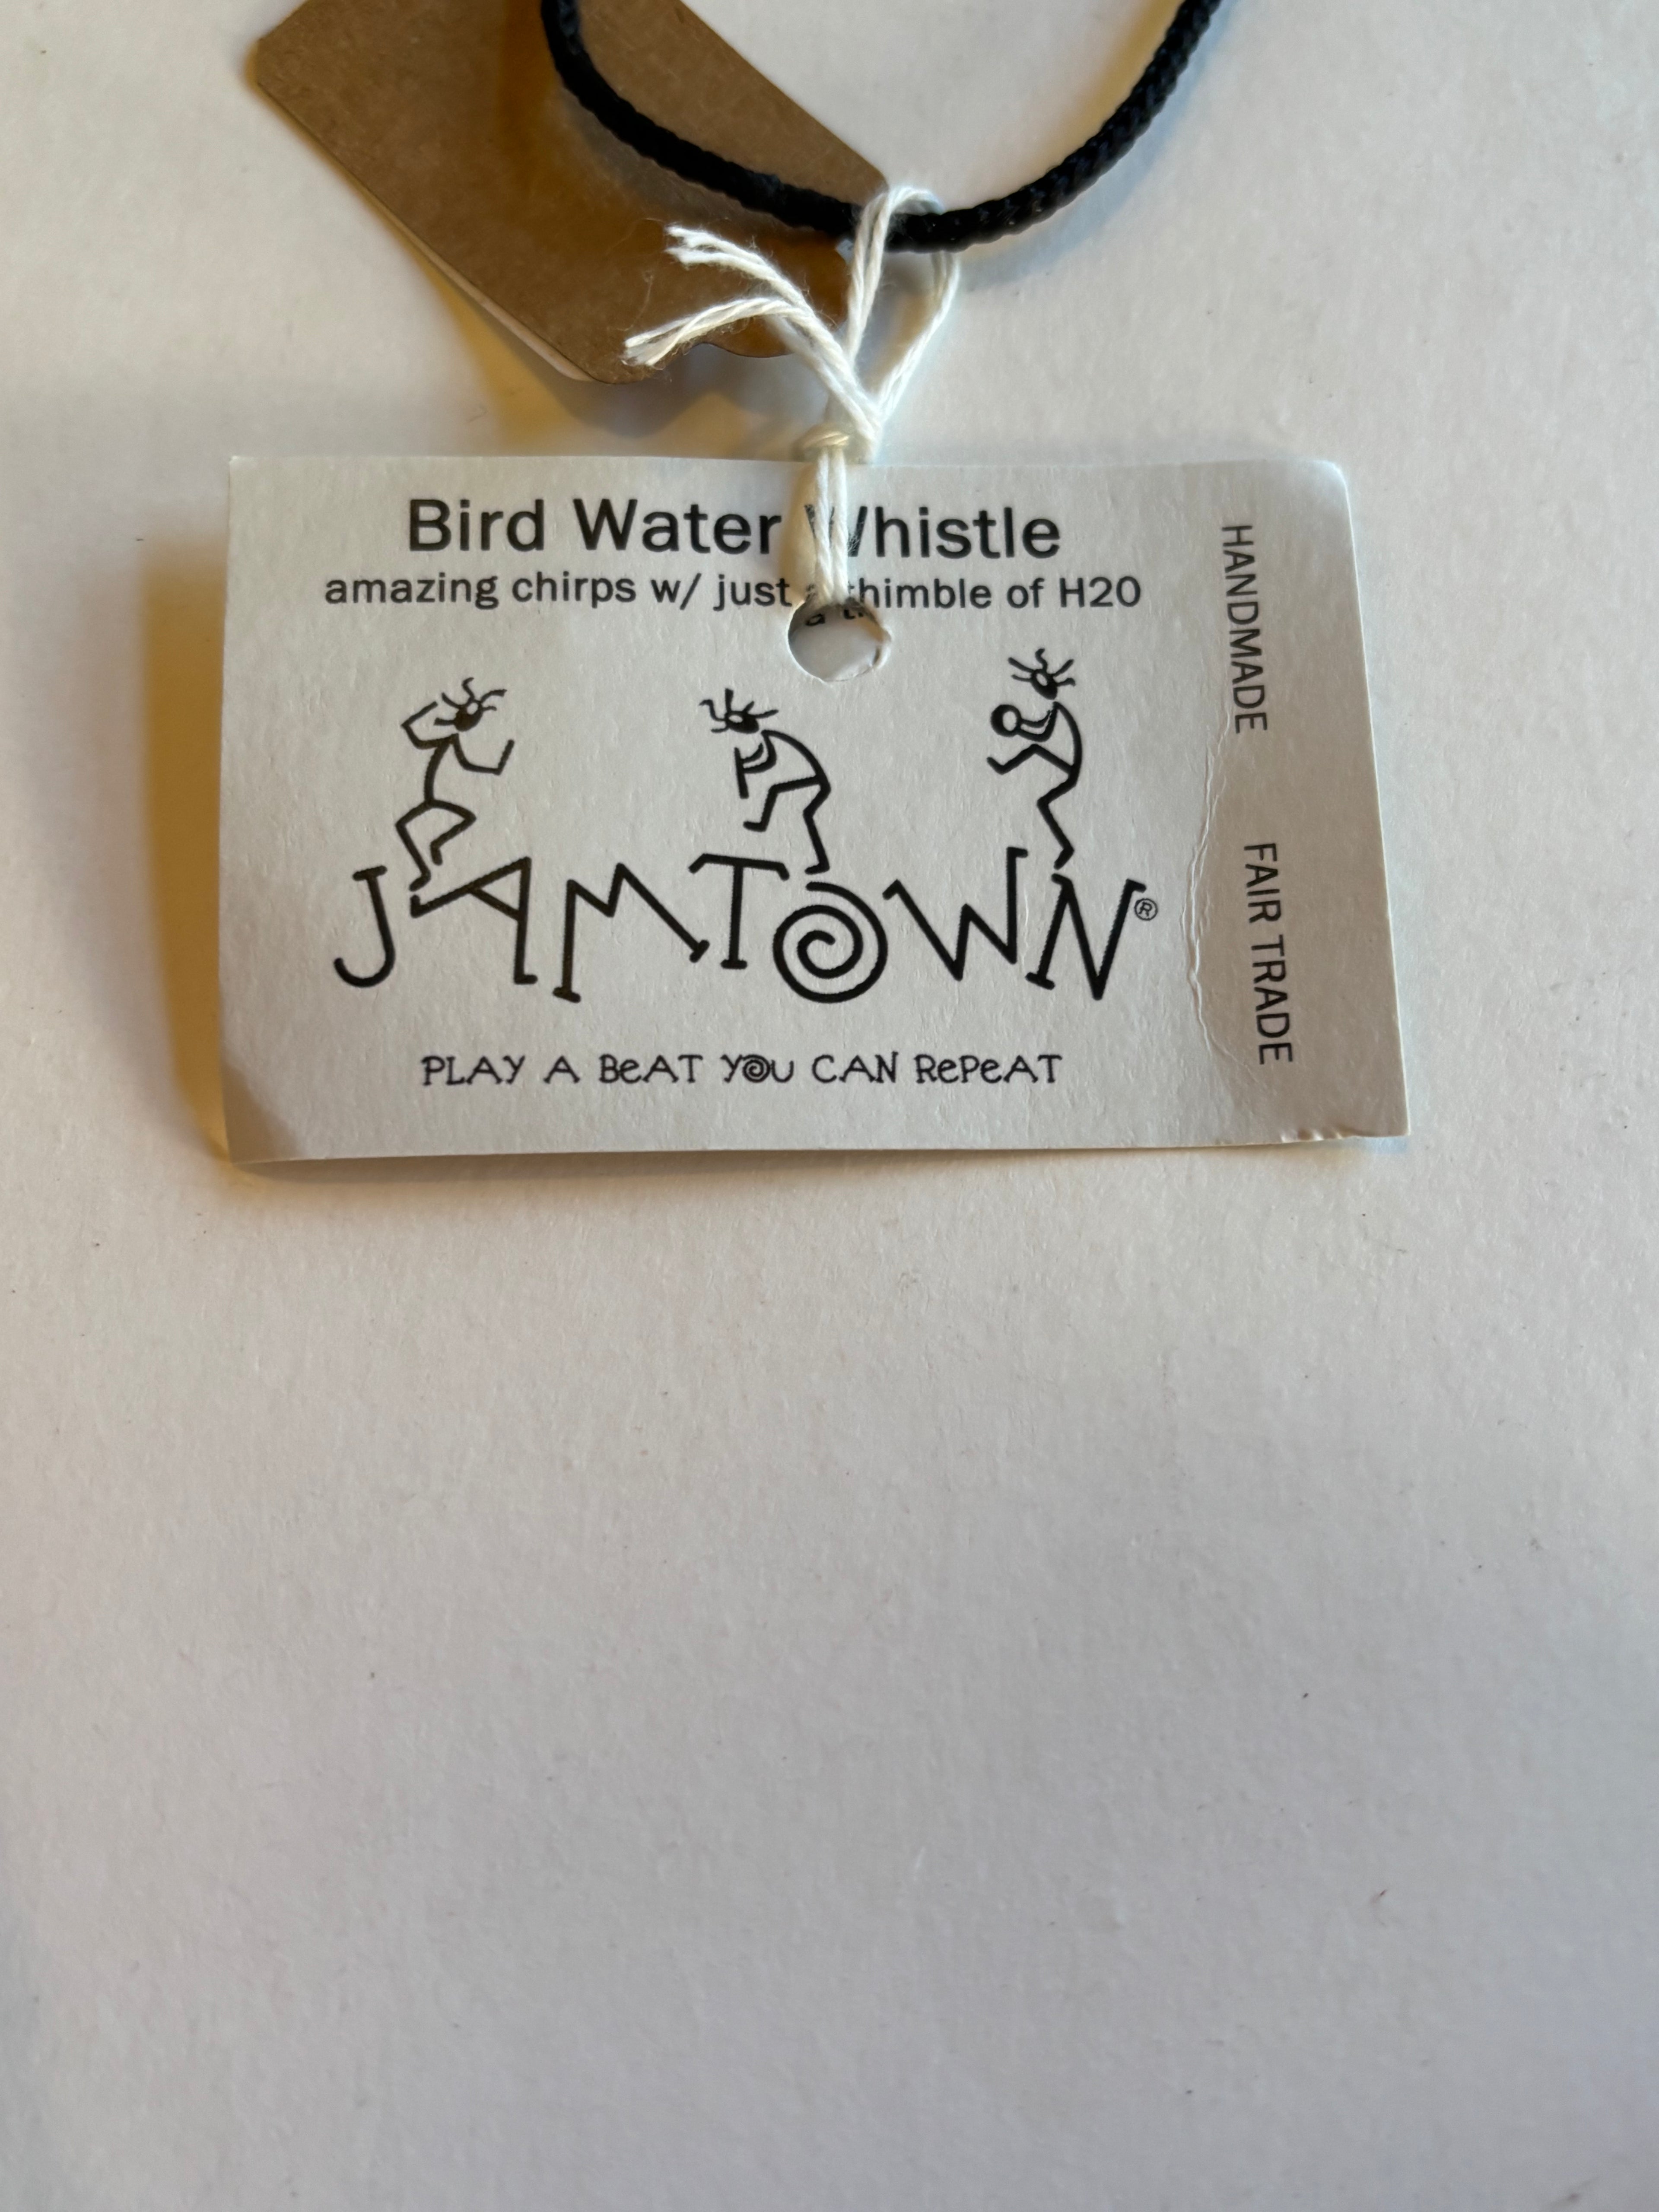 Bird Water Whistle
amazing chirps w/ just a thimble of H20
JAMTOWN®
PLAY A BeAT YOU CAN RePeAT
HANDMADE FAIR TRADE